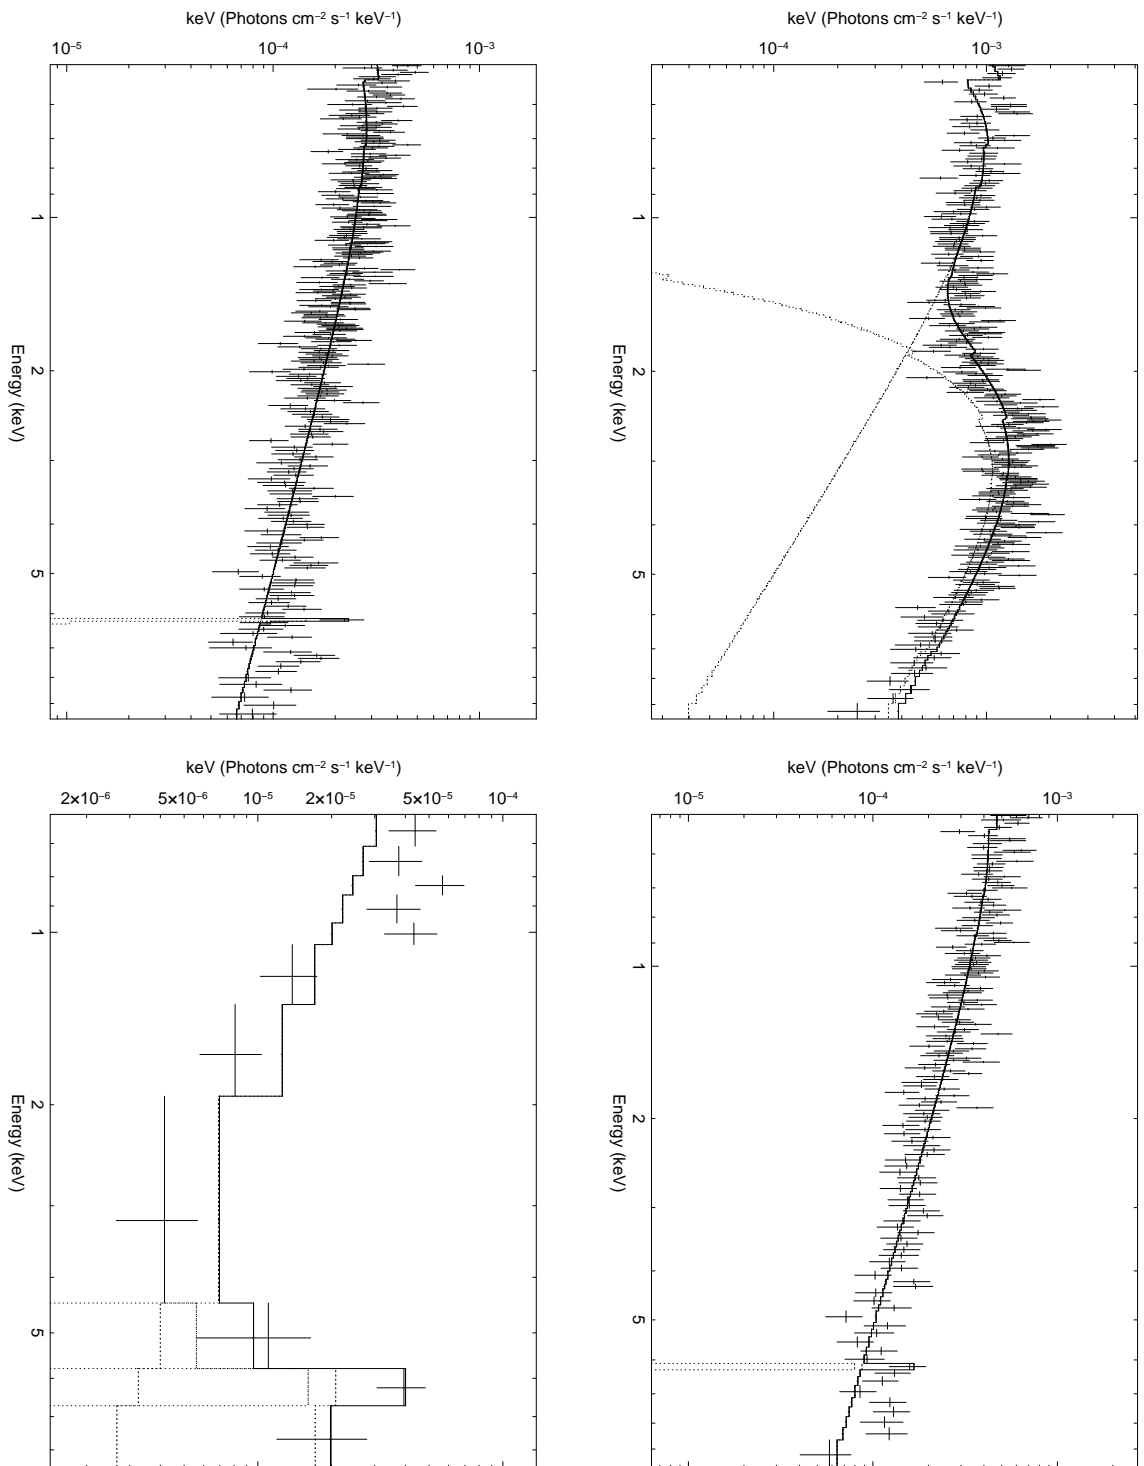 keV (Photons cm⁻² s⁻¹ keV⁻¹)
10⁻⁵ 10⁻⁴ 10⁻³
1
2
5
Energy (keV)
keV (Photons cm⁻² s⁻¹ keV⁻¹)
10⁻⁴ 10⁻³
1
2
5
Energy (keV)
keV (Photons cm⁻² s⁻¹ keV⁻¹)
2×10⁻⁶ 5×10⁻⁶ 10⁻⁵ 2×10⁻⁵ 5×10⁻⁵ 10⁻⁴
1
2
5
Energy (keV)
keV (Photons cm⁻² s⁻¹ keV⁻¹)
10⁻⁵ 10⁻⁴ 10⁻³
1
2
5
Energy (keV)